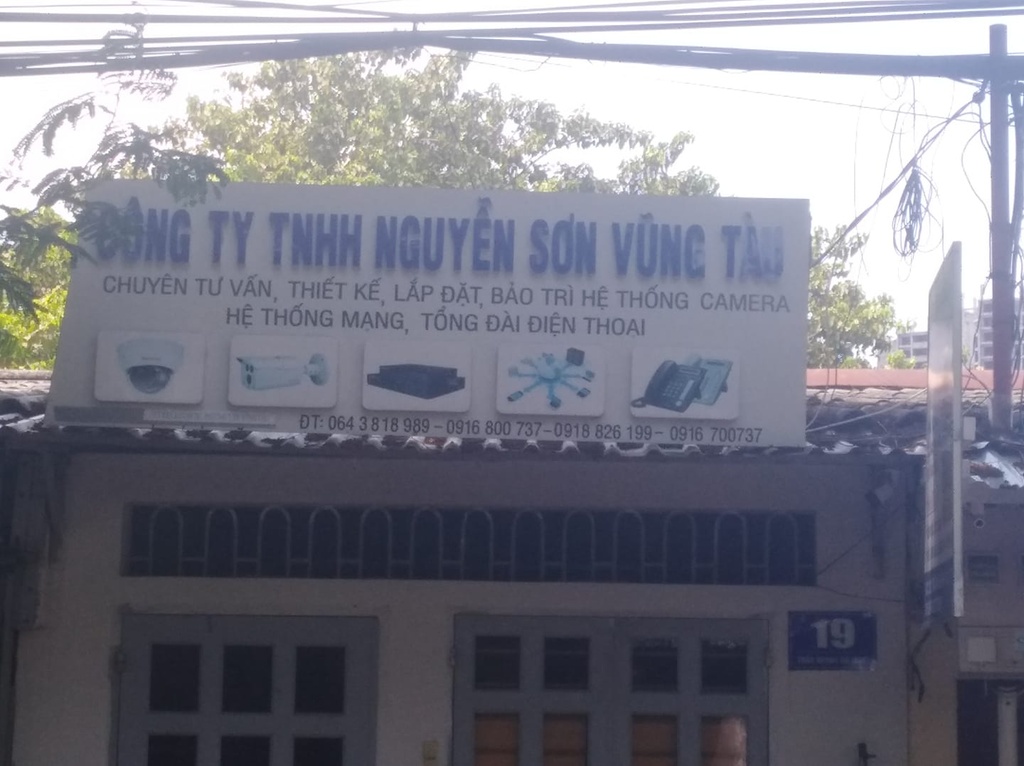 CÔNG TY TNHH NGUYỄN SƠN VŨNG TÀU
CHUYÊN TƯ VẤN, THIẾT KẾ, LẮP ĐẶT, BẢO TRÌ HỆ THỐNG CAMERA
HỆ THỐNG MẠNG, TỔNG ĐÀI ĐIỆN THOẠI
ĐT: 064 3 818 989 - 0916 800 737 - 0918 826 199 - 0916 700737
19